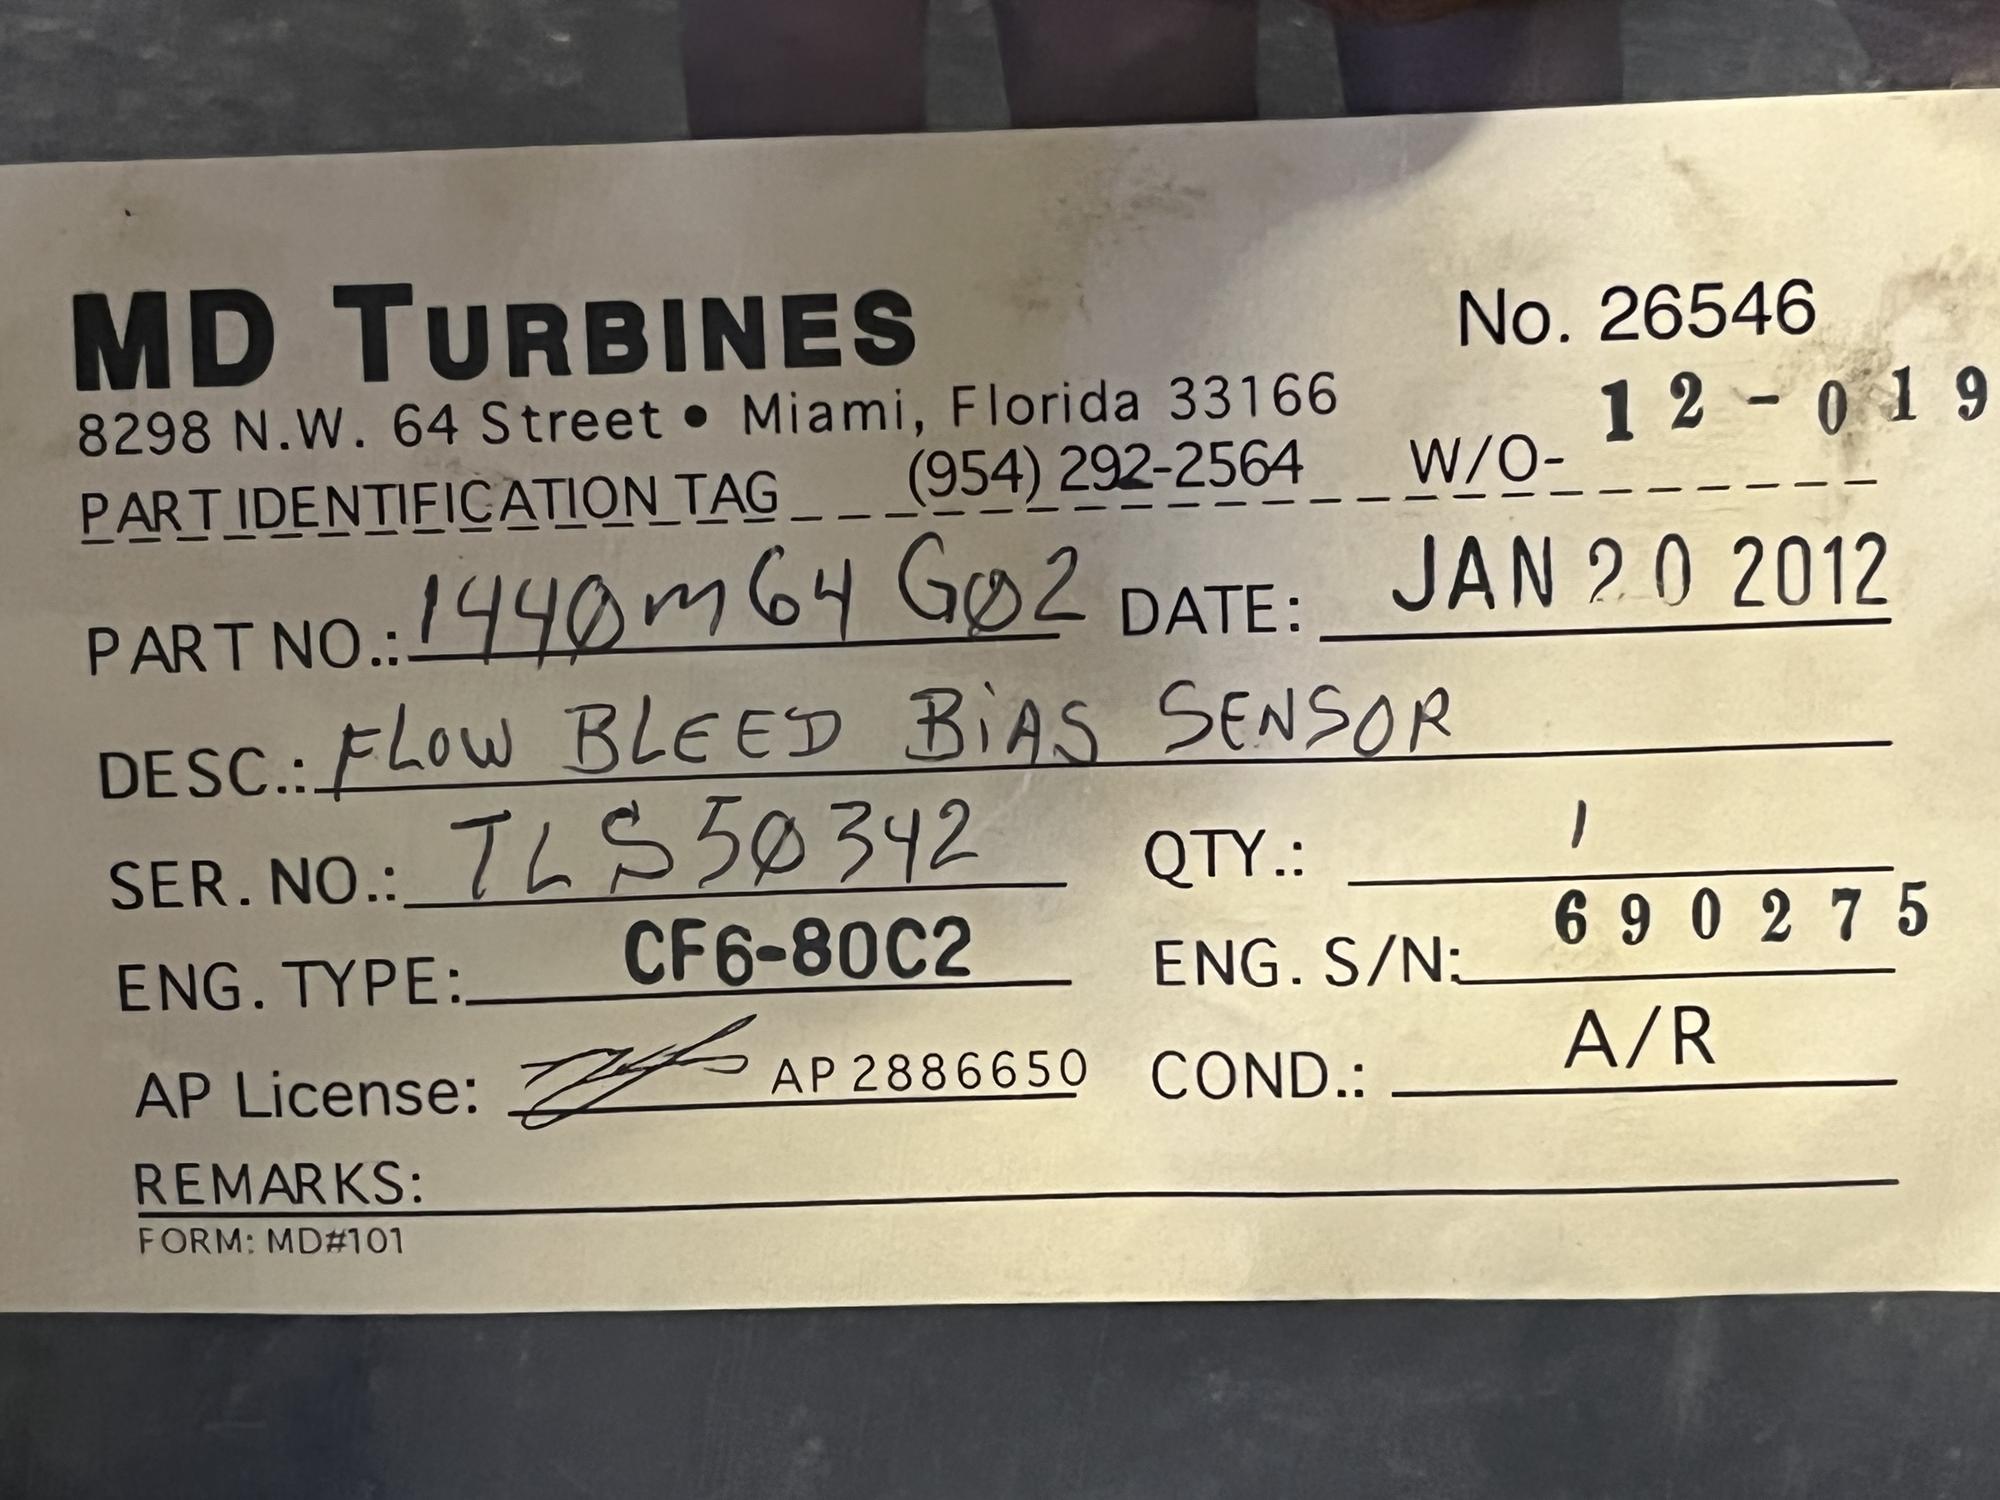 MD TURBINES
No. 26546
8298 N.W. 64 Street • Miami, Florida 33166
12-019
PART IDENTIFICATION TAG (954) 292-2564 W/O-
PART NO.: 1440M64 G02 DATE: JAN 20 2012
DESC.: FLOW BLEED BIAS SENSOR
SER. NO.: TLS50342 QTY.: 1
ENG. TYPE: CF6-80C2 ENG. S/N: 690275
AP License: AP 2886650 COND.: A/R
REMARKS:
FORM: MD#101